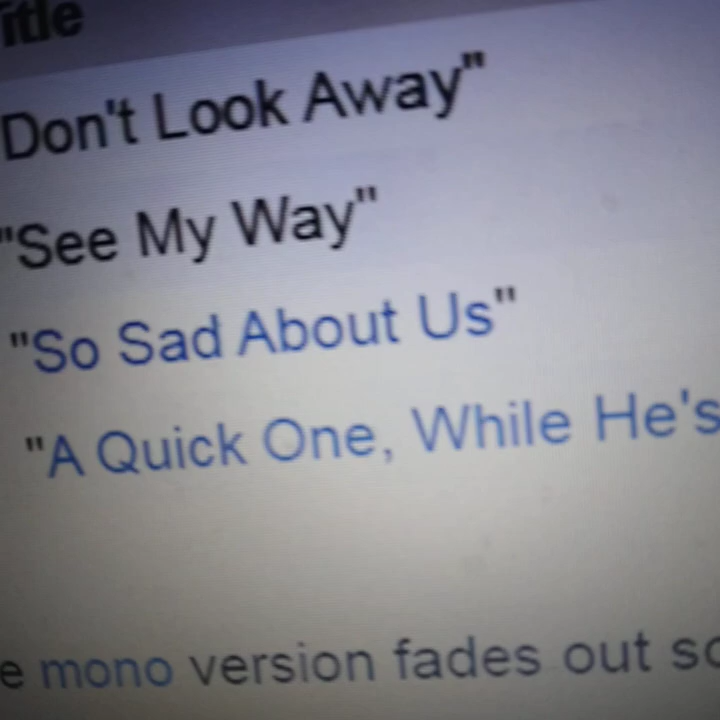 itle
Don't Look Away"
"See My Way"
"So Sad About Us"
"A Quick One, While He's
e mono version fades out so